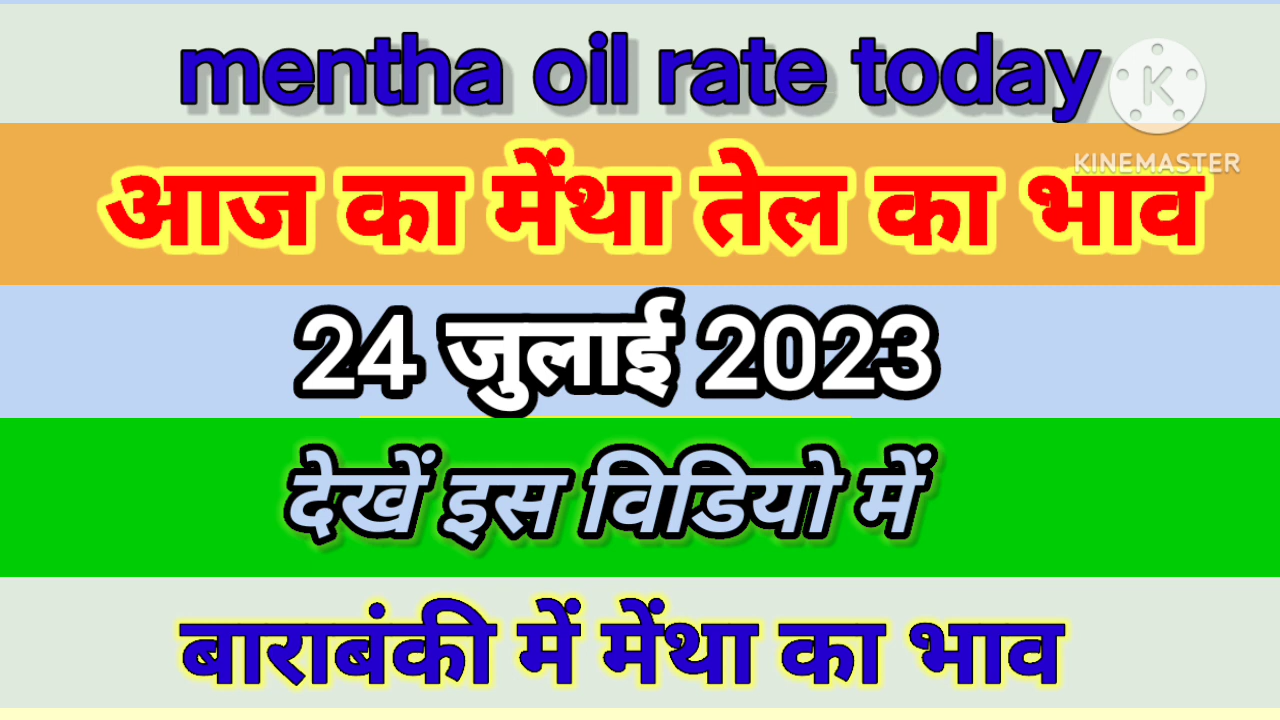 mentha oil rate today
K
KINEMASTER
आज का मेंथा तेल का भाव
24 जुलाई 2023
देखें इस विडियो में
बाराबंकी में मेंथा का भाव